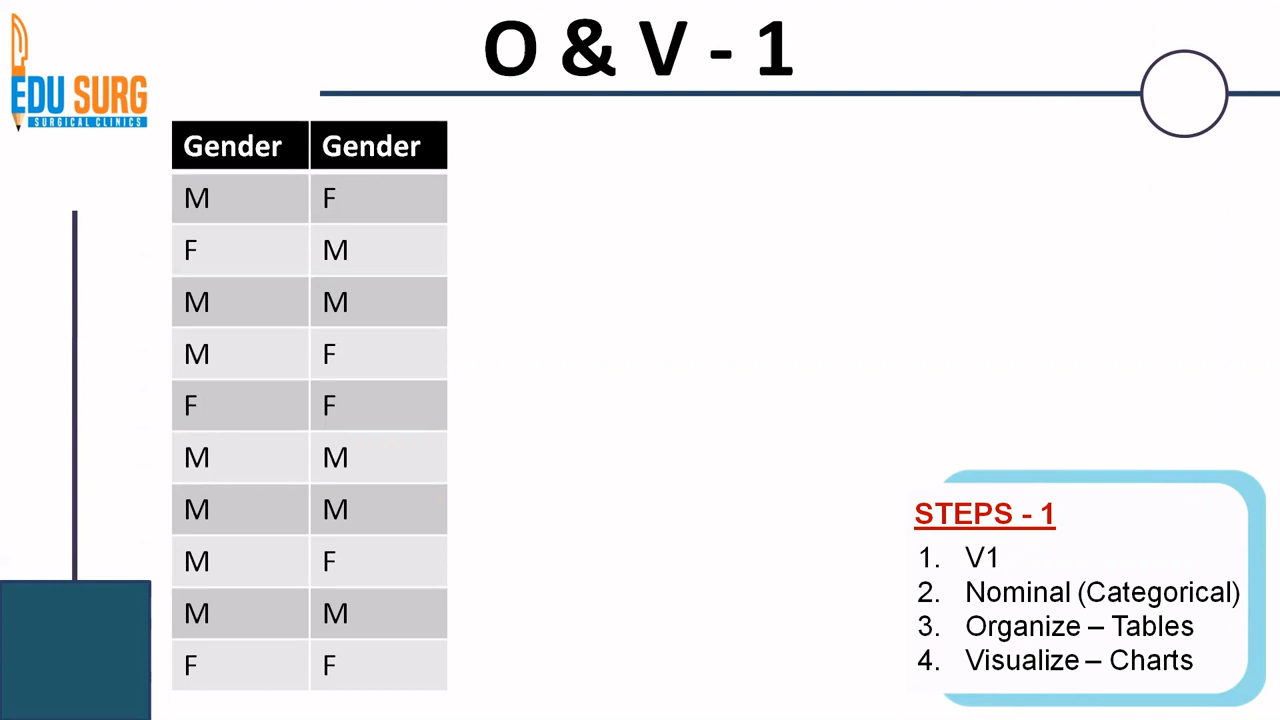 O & V - 1
EDU SURG
SURGICAL CLINICS
Gender Gender
M F
F M
M M
M F
F F
M M
M M
M F
M M
F F
STEPS - 1
1. V1
2. Nominal (Categorical)
3. Organize – Tables
4. Visualize – Charts